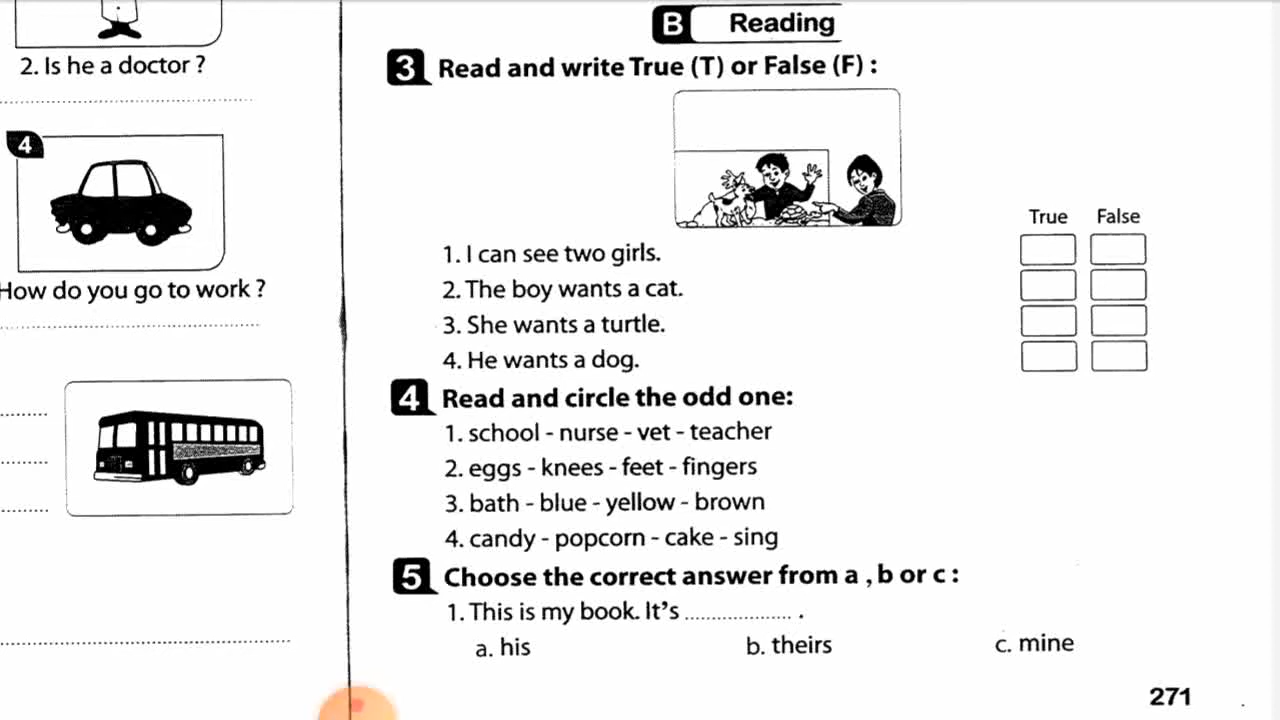 2. Is he a doctor ?
4
How do you go to work ?
B Reading
3 Read and write True (T) or False (F) :
True False
1. I can see two girls.
2. The boy wants a cat.
3. She wants a turtle.
4. He wants a dog.
4 Read and circle the odd one:
1. school - nurse - vet - teacher
2. eggs - knees - feet - fingers
3. bath - blue - yellow - brown
4. candy - popcorn - cake - sing
5 Choose the correct answer from a , b or c :
1. This is my book. It's ................... .
a. his b. theirs c. mine
271